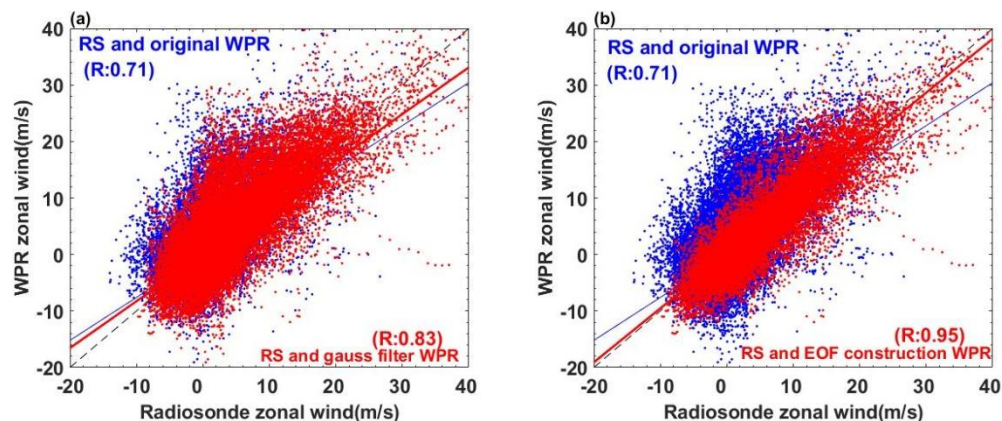 (a)
RS and original WPR
(R:0.71)
(R:0.83)
RS and gauss filter WPR
WPR zonal wind(m/s)
40
30
20
10
0
-10
-20
-20
-10
0
10
20
30
40
Radiosonde zonal wind(m/s)
(b)
RS and original WPR
(R:0.71)
(R:0.95)
RS and EOF construction WPR
WPR zonal wind(m/s)
40
30
20
10
0
-10
-20
-20
-10
0
10
20
30
40
Radiosonde zonal wind(m/s)